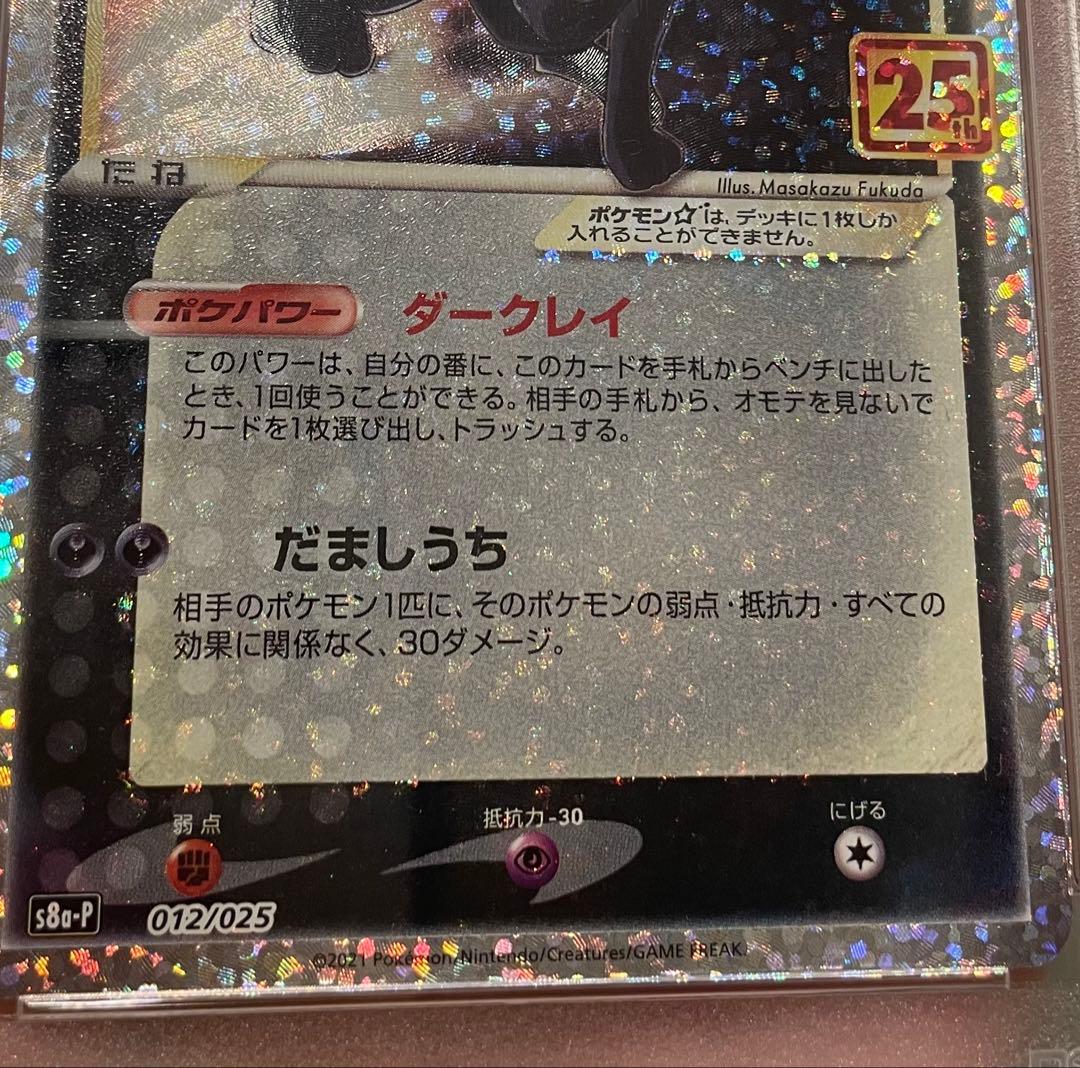 25th
たね
Illus. Masakazu Fukuda
ポケモン☆は、デッキに1枚しか
入れることができません。
ポケパワー ダークレイ
このパワーは、自分の番に、このカードを手札からベンチに出した
とき、1回使うことができる。相手の手札から、オモテを見ないで
カードを1枚選び出し、トラッシュする。
だましうち
相手のポケモン1匹に、そのポケモンの弱点・抵抗力・すべての
効果に関係なく、30ダメージ。
弱点 抵抗力-30 にげる
s8a-P 012/025
©2021 Pokémon/Nintendo/Creatures/GAME FREAK.